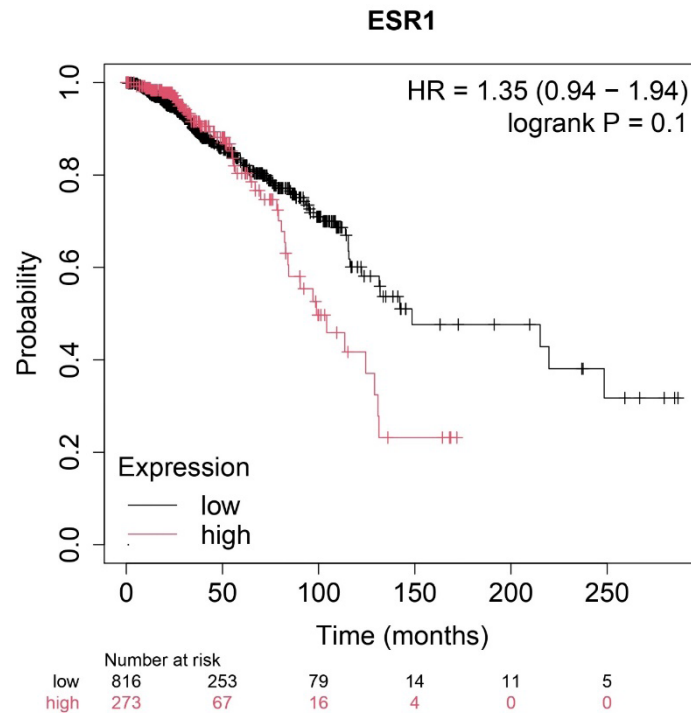 ESR1
HR = 1.35 (0.94 − 1.94)
logrank P = 0.1
Probability
1.0
0.8
0.6
0.4
0.2
0.0
Expression
low
high
0 50 100 150 200 250
Time (months)
Number at risk
low 816 253 79 14 11 5
high 273 67 16 4 0 0